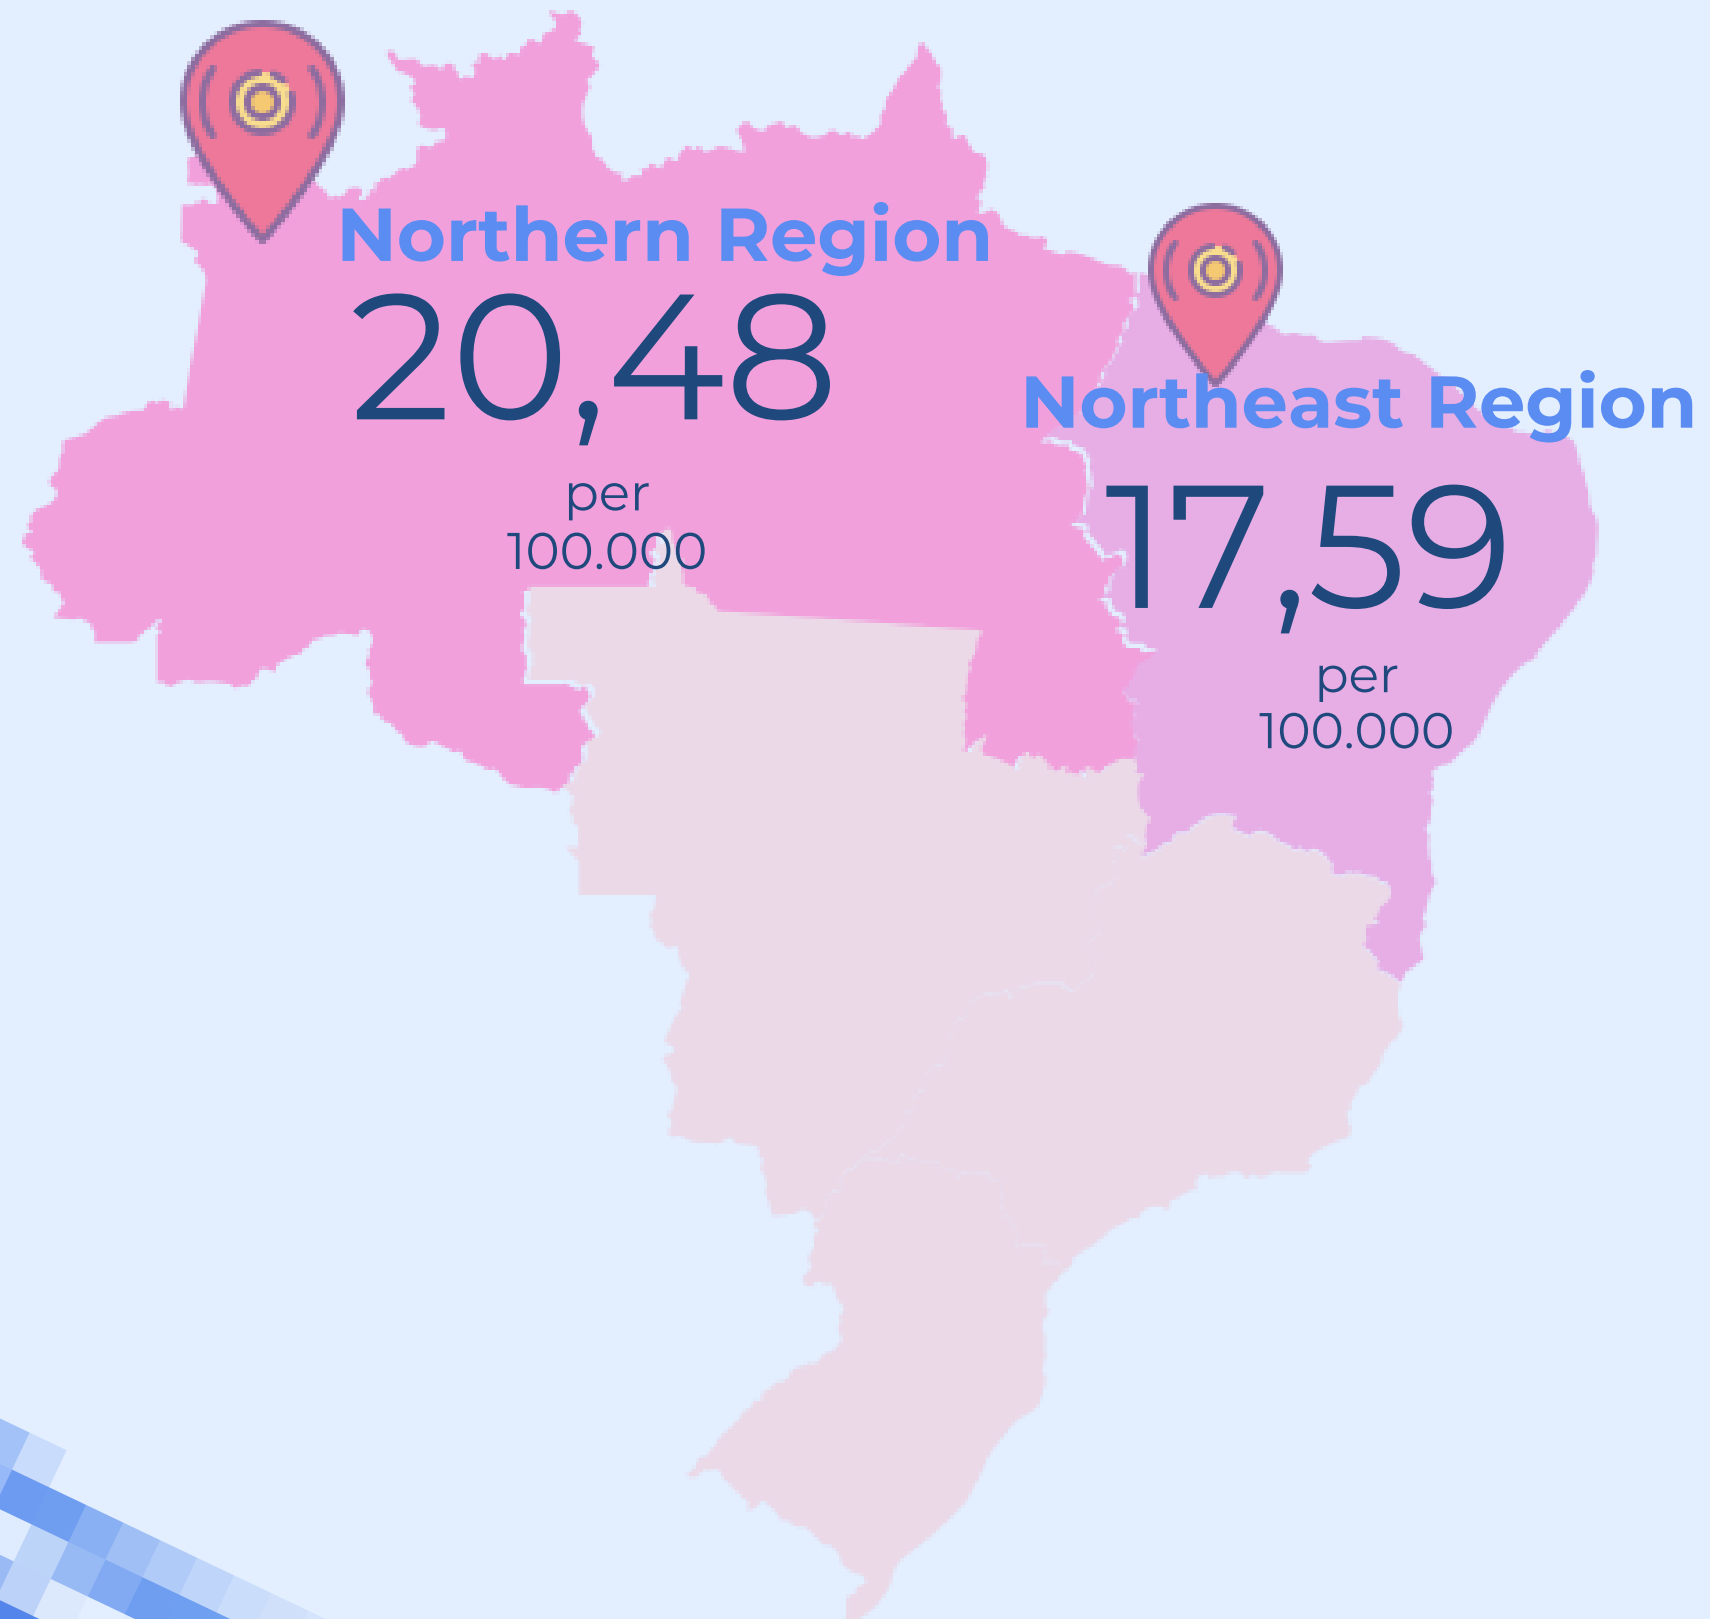 Northern Region
20,48
per
100.000
Northeast Region
17,59
per
100.000